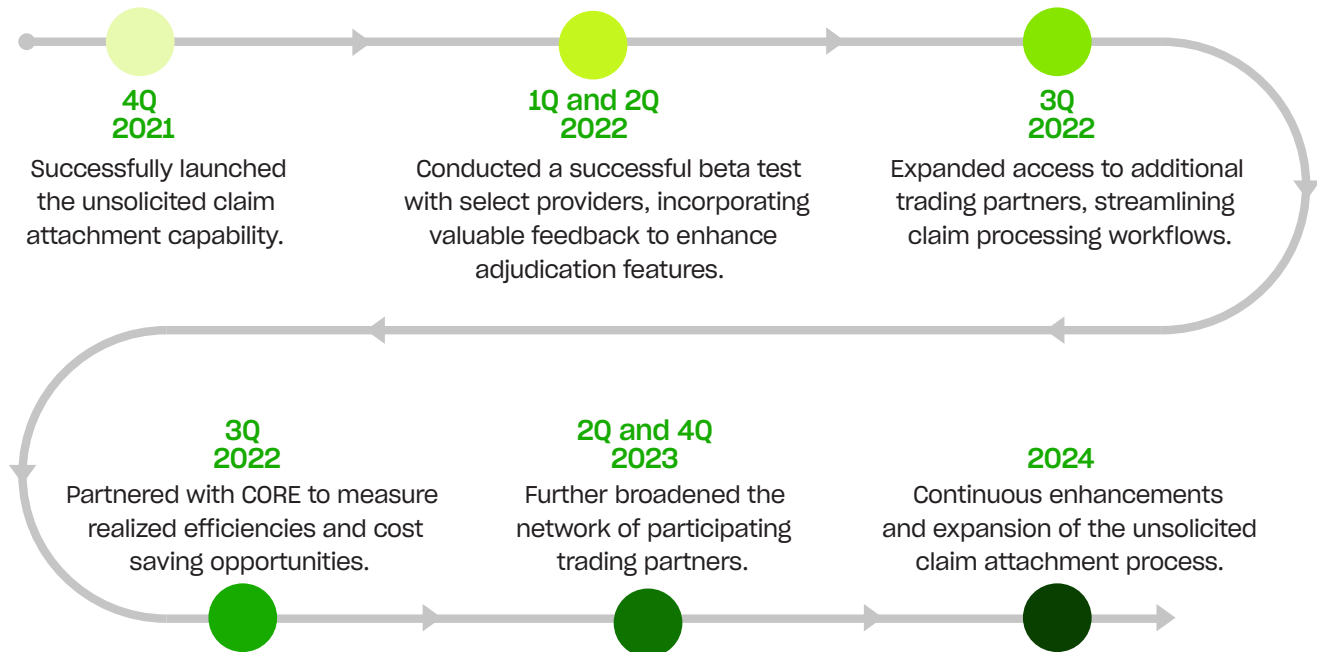 4Q
2021
Successfully launched
the unsolicited claim
attachment capability.
1Q and 2Q
2022
Conducted a successful beta test
with select providers, incorporating
valuable feedback to enhance
adjudication features.
3Q
2022
Expanded access to additional
trading partners, streamlining
claim processing workflows.
3Q
2022
Partnered with CORE to measure
realized efficiencies and cost
saving opportunities.
2Q and 4Q
2023
Further broadened the
network of participating
trading partners.
2024
Continuous enhancements
and expansion of the unsolicited
claim attachment process.